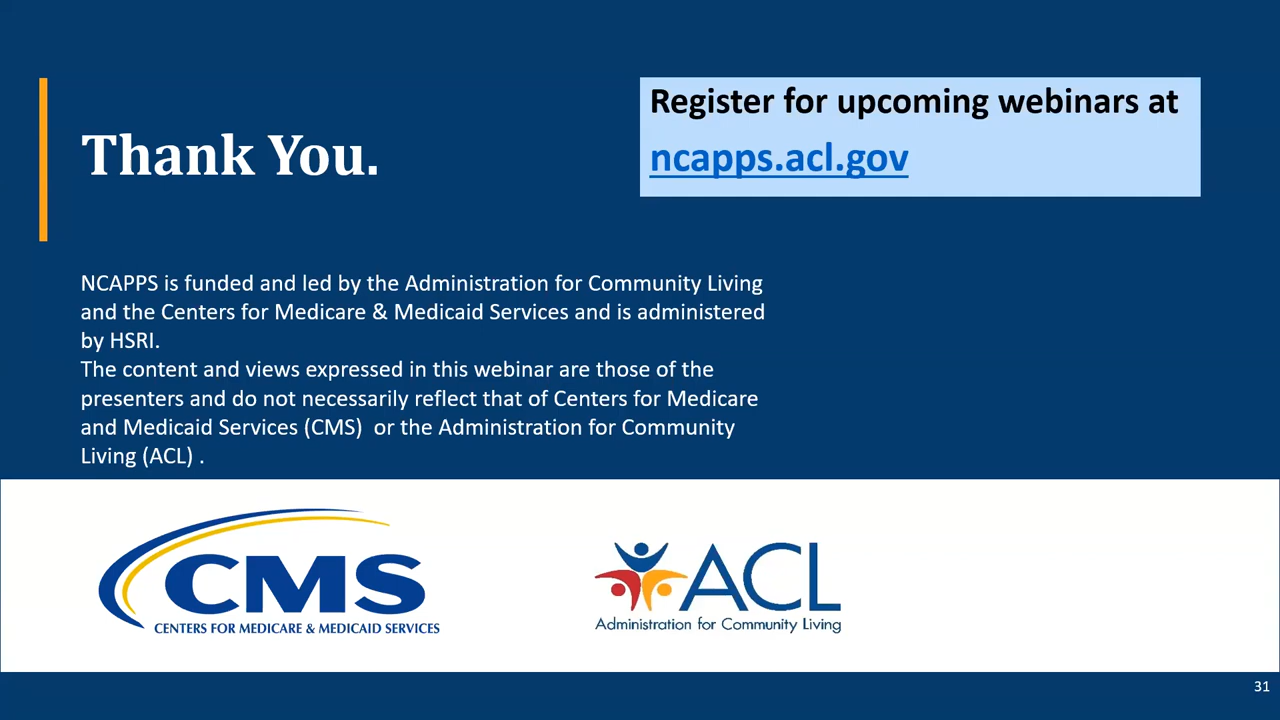 Thank You.
Register for upcoming webinars at
ncapps.acl.gov
NCAPPS is funded and led by the Administration for Community Living
and the Centers for Medicare & Medicaid Services and is administered
by HSRI.
The content and views expressed in this webinar are those of the
presenters and do not necessarily reflect that of Centers for Medicare
and Medicaid Services (CMS)  or the Administration for Community
Living (ACL) .
CMS
CENTERS FOR MEDICARE & MEDICAID SERVICES
ACL
Administration for Community Living
31